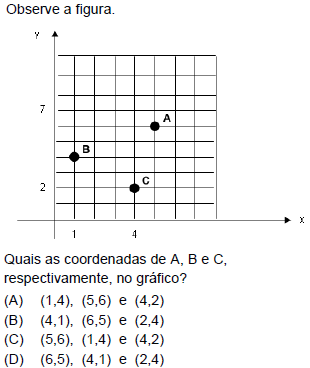 Observe a figura.
Y
7
A
B
C
2
X
1 4
Quais as coordenadas de A, B e C,
respectivamente, no gráfico?
(A) (1,4), (5,6) e (4,2)
(B) (4,1), (6,5) e (2,4)
(C) (5,6), (1,4) e (4,2)
(D) (6,5), (4,1) e (2,4)